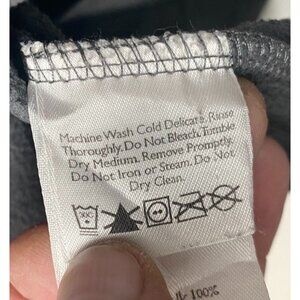 Machine Wash Cold Delicate. Rinse
Thoroughly. Do Not Bleach. Tumble
Dry Medium. Remove Promptly.
Do Not Iron or Steam. Do Not
Dry Clean.
100%